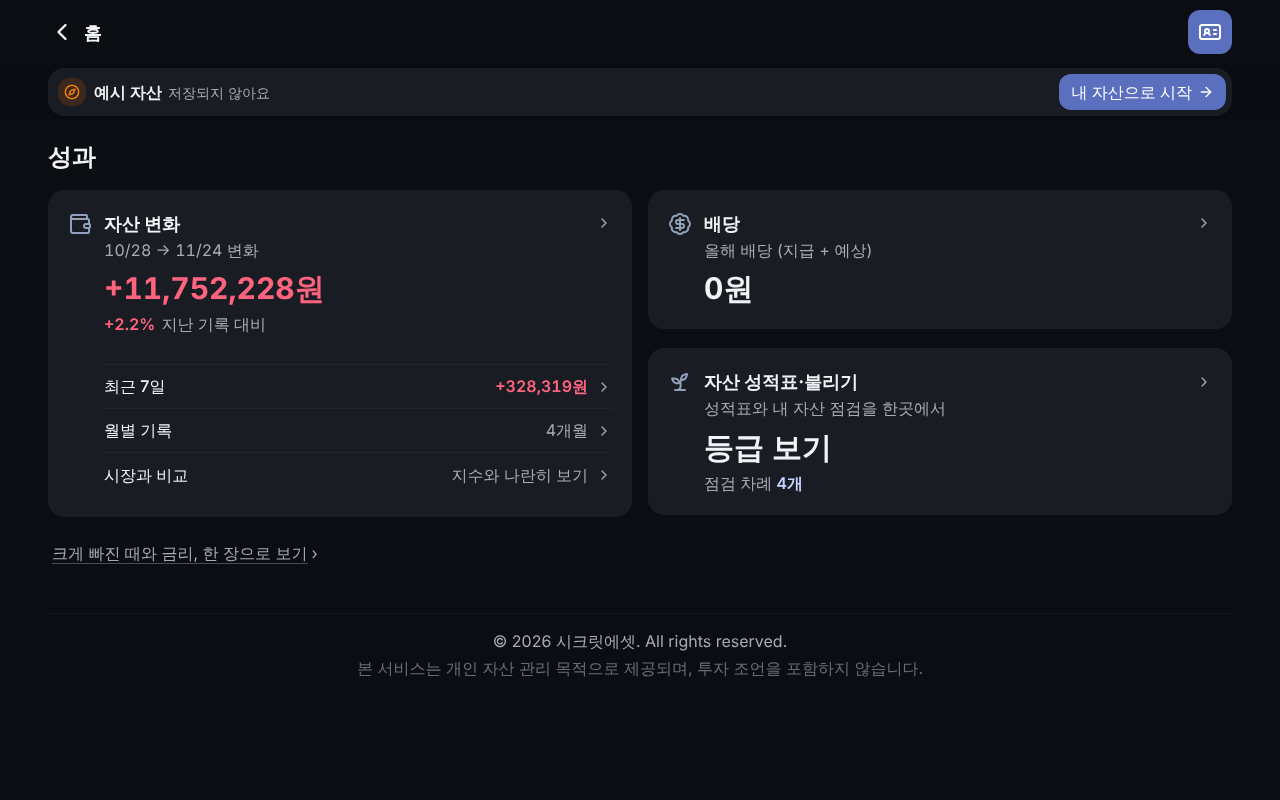 홈
예시 자산 저장되지 않아요
내 자산으로 시작 →
성과
자산 변화
10/28 → 11/24 변화
+11,752,228원
+2.2% 지난 기록 대비
최근 7일 +328,319원
월별 기록 4개월
시장과 비교 지수와 나란히 보기
배당
올해 배당 (지급 + 예상)
0원
자산 성적표·불리기
성적표와 내 자산 점검을 한곳에서
등급 보기
점검 차례 4개
크게 빠진 때와 금리, 한 장으로 보기 ›
© 2026 시크릿에셋. All rights reserved.
본 서비스는 개인 자산 관리 목적으로 제공되며, 투자 조언을 포함하지 않습니다.